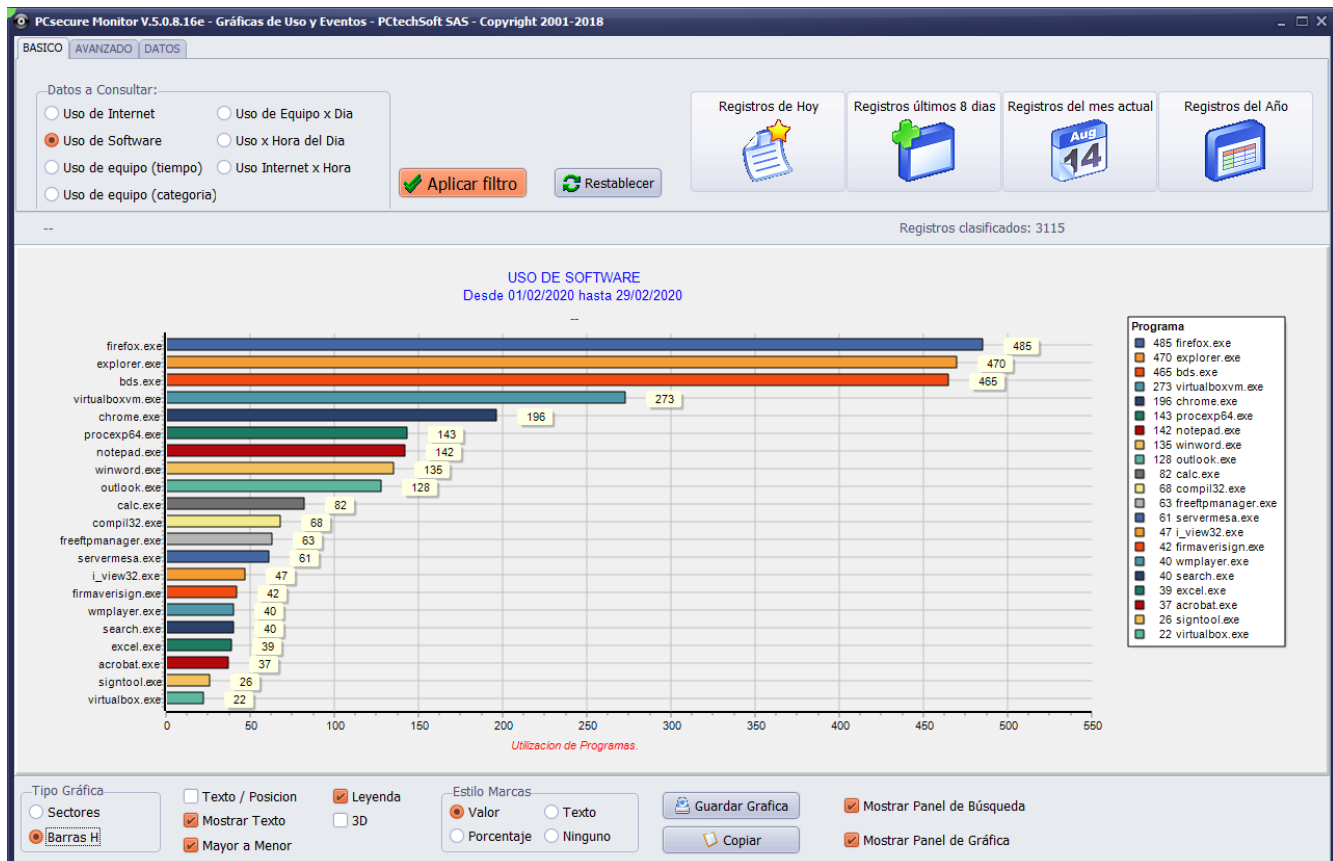 PCsecure Monitor V.5.0.8.16e - Gráficas de Uso y Eventos - PCtechSoft SAS - Copyright 2001-2018
BASICO AVANZADO DATOS
Datos a Consultar:
Uso de Internet Uso de Equipo x Dia
Uso de Software Uso x Hora del Dia
Uso de equipo (tiempo) Uso Internet x Hora
Uso de equipo (categoria)
Aplicar filtro
Restablecer
Registros de Hoy
Registros últimos 8 dias
Registros del mes actual
Aug
14
Registros del Año
--
Registros clasificados: 3115
USO DE SOFTWARE
Desde 01/02/2020 hasta 29/02/2020
--
firefox.exe 485
explorer.exe 470
bds.exe 465
virtualboxvm.exe 273
chrome.exe 196
procexp64.exe 143
notepad.exe 142
winword.exe 135
outlook.exe 128
calc.exe 82
compil32.exe 68
freeftpmanager.exe 63
servermesa.exe 61
i_view32.exe 47
firmaverisign.exe 42
wmplayer.exe 40
search.exe 40
excel.exe 39
acrobat.exe 37
signtool.exe 26
virtualbox.exe 22
0 50 100 150 200 250 300 350 400 450 500 550
Utilizacion de Programas.
Programa
485 firefox.exe
470 explorer.exe
465 bds.exe
273 virtualboxvm.exe
196 chrome.exe
143 procexp64.exe
142 notepad.exe
135 winword.exe
128 outlook.exe
82 calc.exe
68 compil32.exe
63 freeftpmanager.exe
61 servermesa.exe
47 i_view32.exe
42 firmaverisign.exe
40 wmplayer.exe
40 search.exe
39 excel.exe
37 acrobat.exe
26 signtool.exe
22 virtualbox.exe
Tipo Gráfica
Sectores
Barras H
Texto / Posicion
Mostrar Texto
Mayor a Menor
Leyenda
3D
Estilo Marcas
Valor Texto
Porcentaje Ninguno
Guardar Grafica
Copiar
Mostrar Panel de Búsqueda
Mostrar Panel de Gráfica